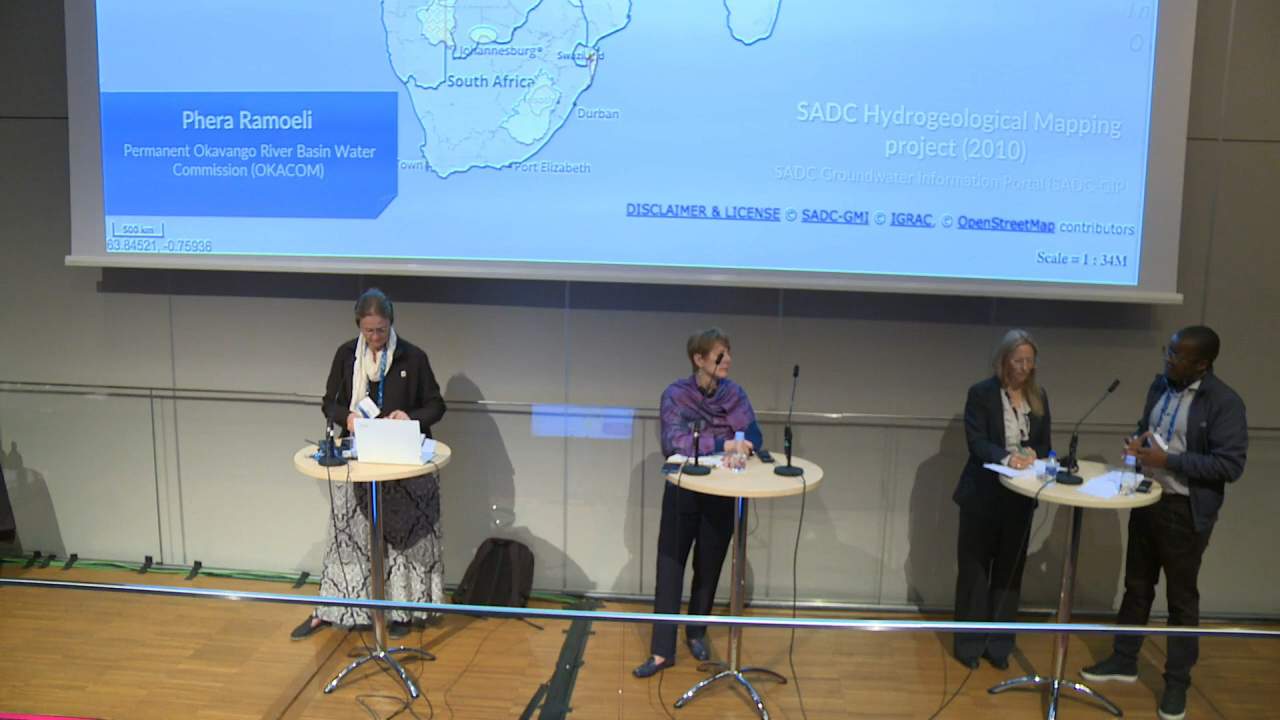 Johannesburg
Swaziland
South Africa
Lesotho
Durban
Town
Port Elizabeth
Phera Ramoeli
Permanent Okavango River Basin Water
Commission (OKACOM)
SADC Hydrogeological Mapping
project (2010)
SADC Groundwater Information Portal (SADC-GIP
DISCLAIMER & LICENSE © SADC-GMI © IGRAC, © OpenStreetMap contributors
500 km
63.84521, -0.75936
Scale = 1 : 34M